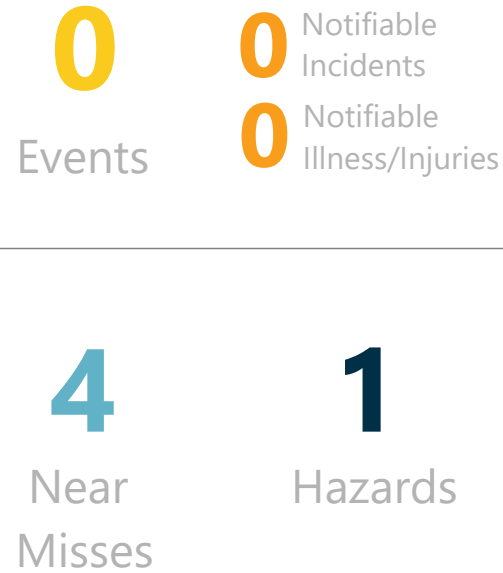 0
Events
0 Notifiable
Incidents
0 Notifiable
Illness/Injuries
4
Near
Misses
1
Hazards